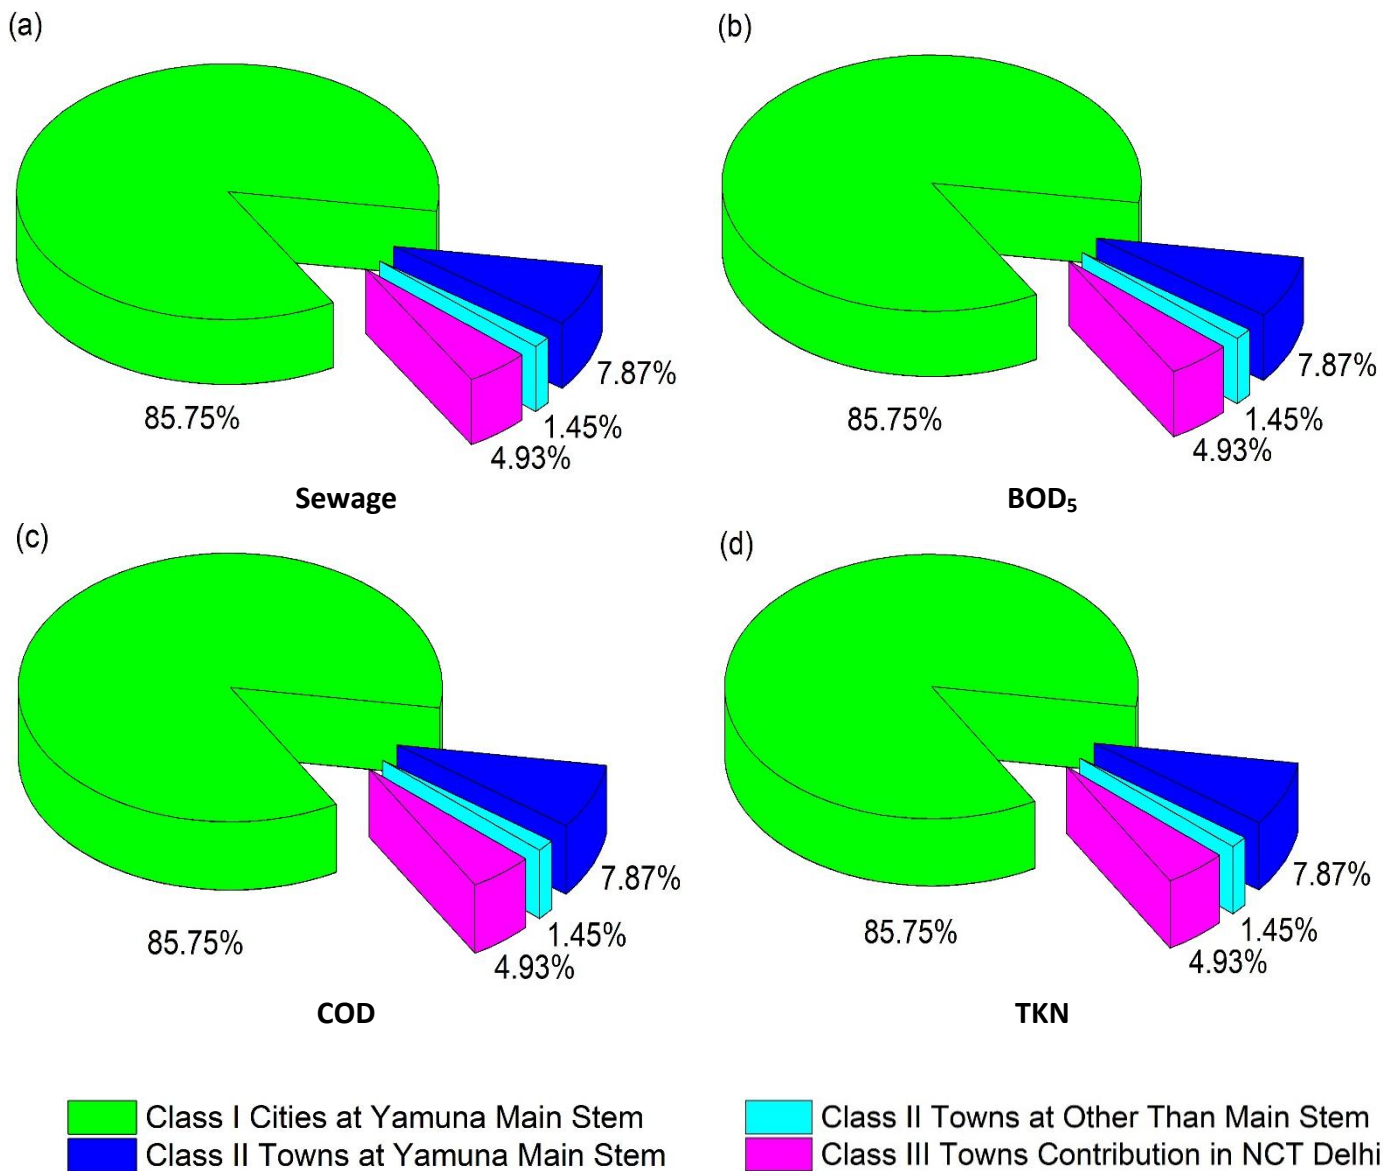 (a)
(b)
7.87%
7.87%
85.75%
1.45%
85.75%
1.45%
4.93%
4.93%
Sewage
BOD₅
(c)
(d)
7.87%
7.87%
85.75%
1.45%
85.75%
1.45%
4.93%
4.93%
COD
TKN
Class I Cities at Yamuna Main Stem
Class II Towns at Other Than Main Stem
Class II Towns at Yamuna Main Stem
Class III Towns Contribution in NCT Delhi